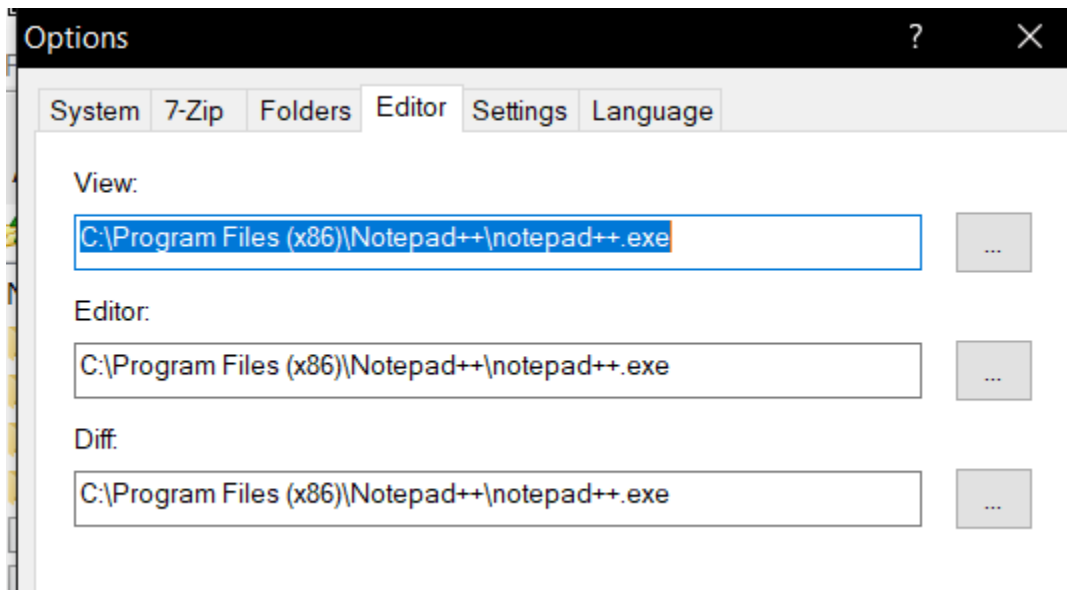 Options ?
System 7-Zip Folders Editor Settings Language
View:
C:\Program Files (x86)\Notepad++\notepad++.exe
...
Editor:
C:\Program Files (x86)\Notepad++\notepad++.exe
...
Diff:
C:\Program Files (x86)\Notepad++\notepad++.exe
...